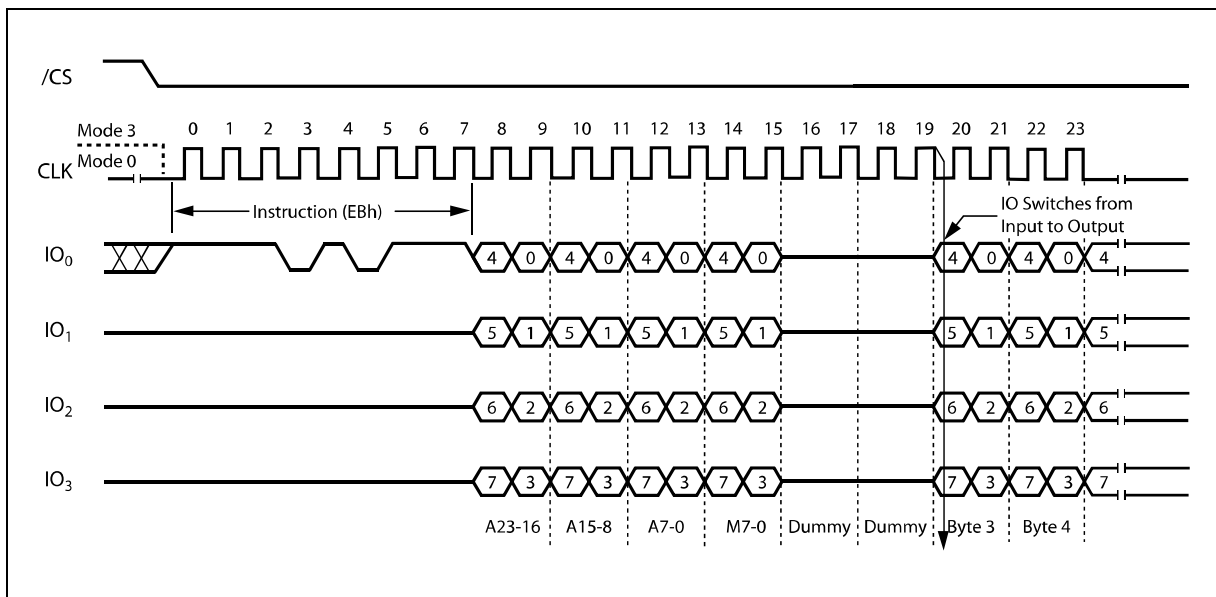 /CS
Mode 3
0 1 2 3 4 5 6 7 8 9 10 11 12 13 14 15 16 17 18 19 20 21 22 23
CLK
Mode 0
Instruction (EBh)
IO Switches from
Input to Output
IO₀
4 0 4 0 4 0 4 0 4 0 4 0 4
IO₁
5 1 5 1 5 1 5 1 5 1 5 1 5
IO₂
6 2 6 2 6 2 6 2 6 2 6 2 6
IO₃
7 3 7 3 7 3 7 3 7 3 7 3 7
A23-16 A15-8 A7-0 M7-0 Dummy Dummy Byte 3 Byte 4